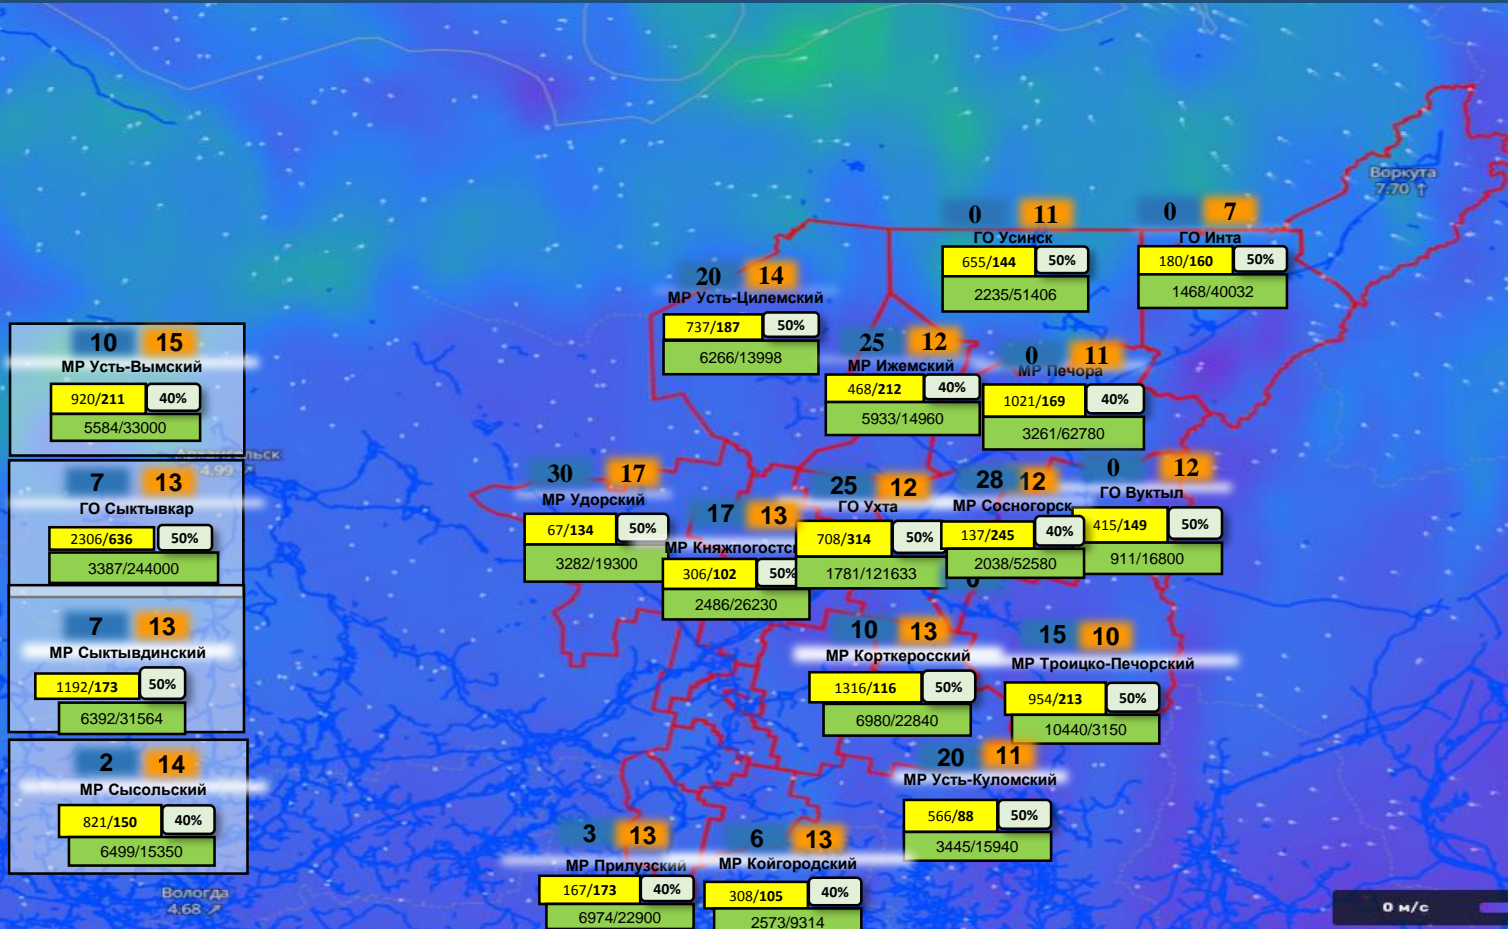 Воркута
7.70 ↑
0 11
ГО Усинск
655/144 50%
2235/51406
0 7
ГО Инта
180/160 50%
1468/40032
20 14
МР Усть-Цилемский
737/187 50%
6266/13998
25 12
МР Ижемский
468/212 40%
5933/14960
0 11
МР Печора
1021/169 40%
3261/62780
10 15
МР Усть-Вымский
920/211 40%
5584/33000
Архангельск
4.99
7 13
ГО Сыктывкар
2306/636 50%
3387/244000
30 17
МР Удорский
67/134 50%
3282/19300
17 13
МР Княжпогостс
306/102 50%
2486/26230
25 12
ГО Ухта
708/314 50%
1781/121633
28 12
МР Сосногорск
137/245 40%
2038/52580
0 12
ГО Вуктыл
415/149 50%
911/16800
7 13
МР Сыктывдинский
1192/173 50%
6392/31564
10 13
МР Корткеросский
1316/116 50%
6980/22840
15 10
МР Троицко-Печорский
954/213 50%
10440/3150
2 14
МР Сысольский
821/150 40%
6499/15350
20 11
МР Усть-Куломский
566/88 50%
3445/15940
3 13
МР Прилузский
167/173 40%
6974/22900
6 13
МР Койгородский
308/105 40%
2573/9314
Вологда
4.68 ↗
0 м/с